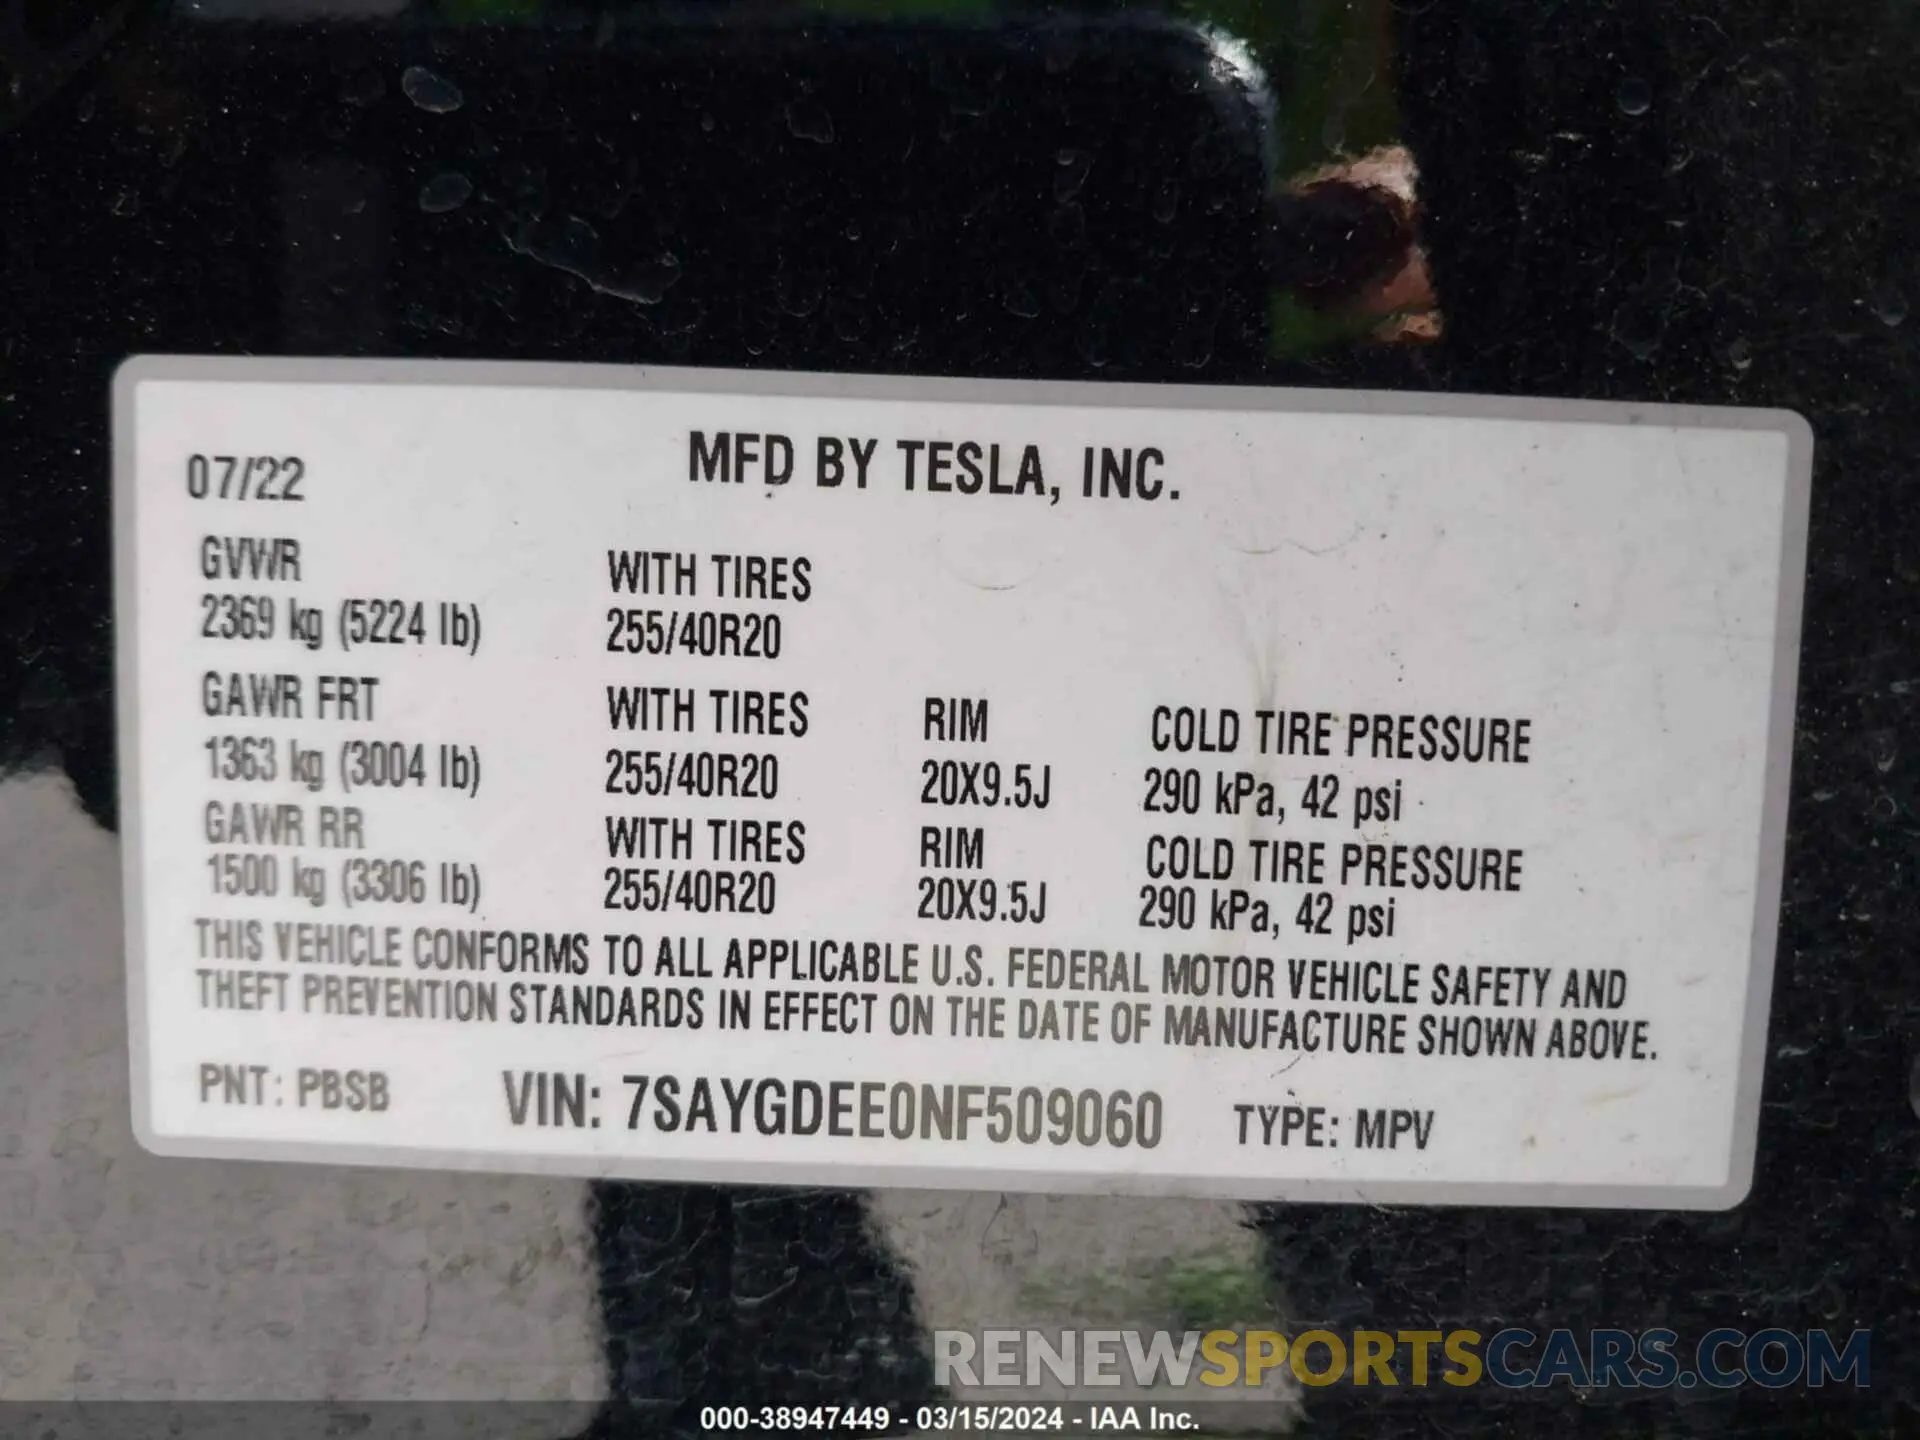 07/22 MFD BY TESLA, INC.
GVWR WITH TIRES
2369 kg (5224 lb) 255/40R20
GAWR FRT WITH TIRES RIM COLD TIRE PRESSURE
1363 kg (3004 lb) 255/40R20 20X9.5J 290 kPa, 42 psi
GAWR RR WITH TIRES RIM COLD TIRE PRESSURE
1500 kg (3306 lb) 255/40R20 20X9.5J 290 kPa, 42 psi
THIS VEHICLE CONFORMS TO ALL APPLICABLE U.S. FEDERAL MOTOR VEHICLE SAFETY AND
THEFT PREVENTION STANDARDS IN EFFECT ON THE DATE OF MANUFACTURE SHOWN ABOVE.
PNT: PBSB VIN: 7SAYGDEE0NF509060 TYPE: MPV
RENEWSPORTSCARS.COM
000-38947449 - 03/15/2024 - IAA Inc.